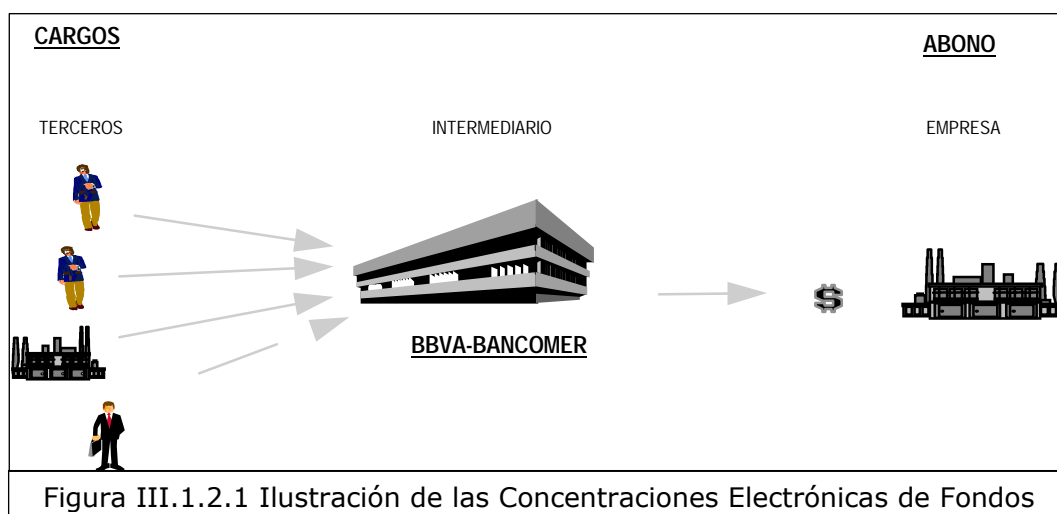 CARGOS
ABONO
TERCEROS
INTERMEDIARIO
EMPRESA
$
BBVA-BANCOMER
Figura III.1.2.1 Ilustración de las Concentraciones Electrónicas de Fondos